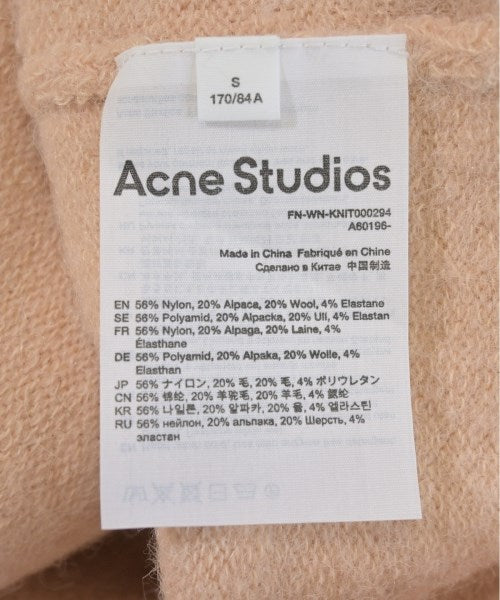 S
170/84A
Acne Studios
FN-WN-KNIT000294
A60196-
Made in China Fabriqué en Chine
Сделано в Китае 中国制造
EN 56% Nylon, 20% Alpaca, 20% Wool, 4% Elastane
SE 56% Polyamid, 20% Alpacka, 20% Ull, 4% Elastan
FR 56% Nylon, 20% Alpaga, 20% Laine, 4%
Élasthane
DE 56% Polyamid, 20% Alpaka, 20% Wolle, 4%
Elasthan
JP 56% ナイロン, 20% 毛, 20% 毛, 4% ポリウレタン
CN 56% 锦纶, 20% 羊驼毛, 20% 羊毛, 4% 氨纶
KR 56% 나일론, 20% 알파카, 20% 울, 4% 엘라스틴
RU 56% нейлон, 20% альпака, 20% Шерсть, 4%
эластан